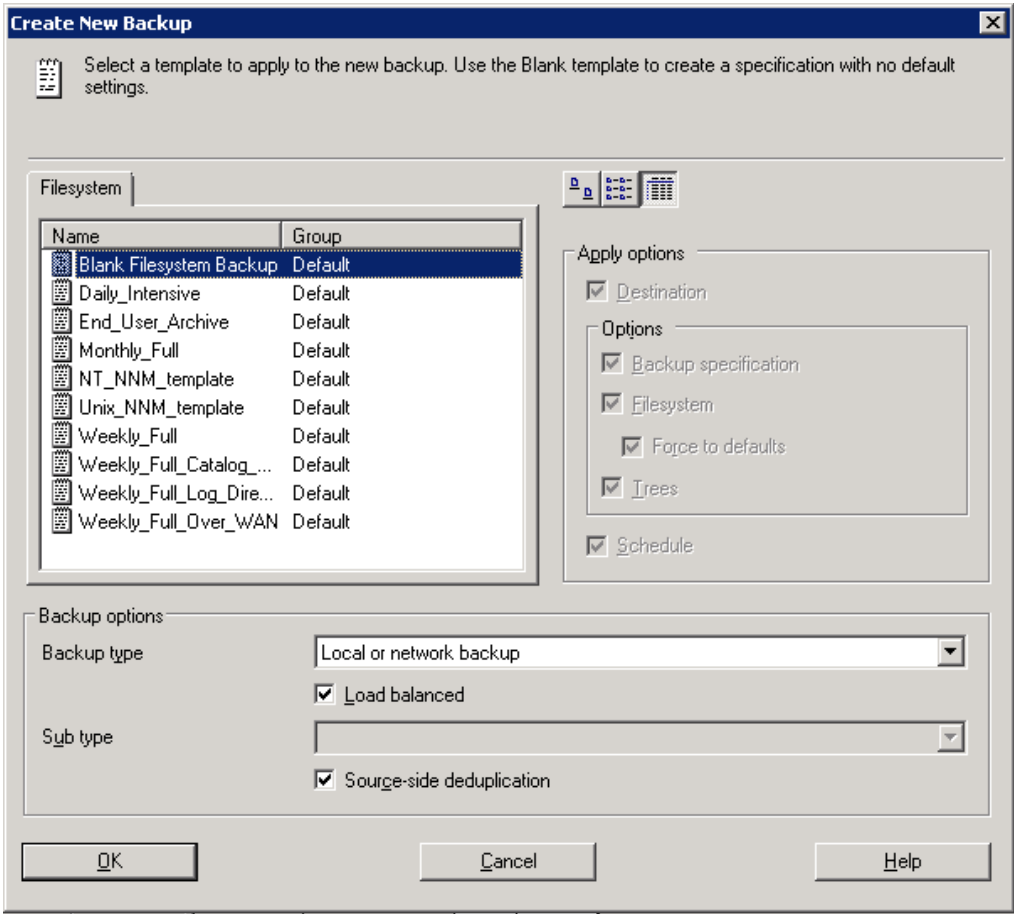 Create New Backup
Select a template to apply to the new backup. Use the Blank template to create a specification with no default
settings.
Filesystem
Name Group
Blank Filesystem Backup Default
Daily_Intensive Default
End_User_Archive Default
Monthly_Full Default
NT_NNM_template Default
Unix_NNM_template Default
Weekly_Full Default
Weekly_Full_Catalog_... Default
Weekly_Full_Log_Dire... Default
Weekly_Full_Over_WAN Default
Apply options
Destination
Options
Backup specification
Filesystem
Force to defaults
Trees
Schedule
Backup options
Backup type
Local or network backup
Load balanced
Sub type
Source-side deduplication
OK
Cancel
Help